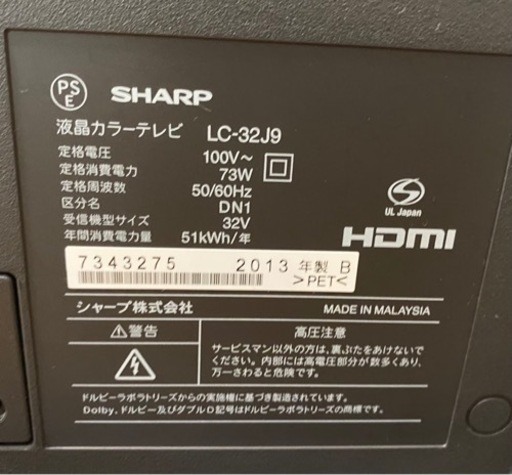 PS
E
SHARP
液晶カラーテレビ LC-32J9
定格電圧 100V～
定格消費電力 73W
定格周波数 50/60Hz
区分名 DN1
受信機型サイズ 32V
年間消費電力量 51kWh/年
S
UL Japan
HDMI
7343275 2013 年製 B
>PET<
シャープ株式会社 MADE IN MALAYSIA
⚠警告 高圧注意
サービスマン以外の方は、裏ぶたをあけないで
ください。内部には高電圧部分が数多くあり、
万一さわると危険です。
ドルビーラボラトリーズからの実施権に基づき製造されています。
Dolby、ドルビー及びダブルD記号はドルビーラボラトリーズの商標です。